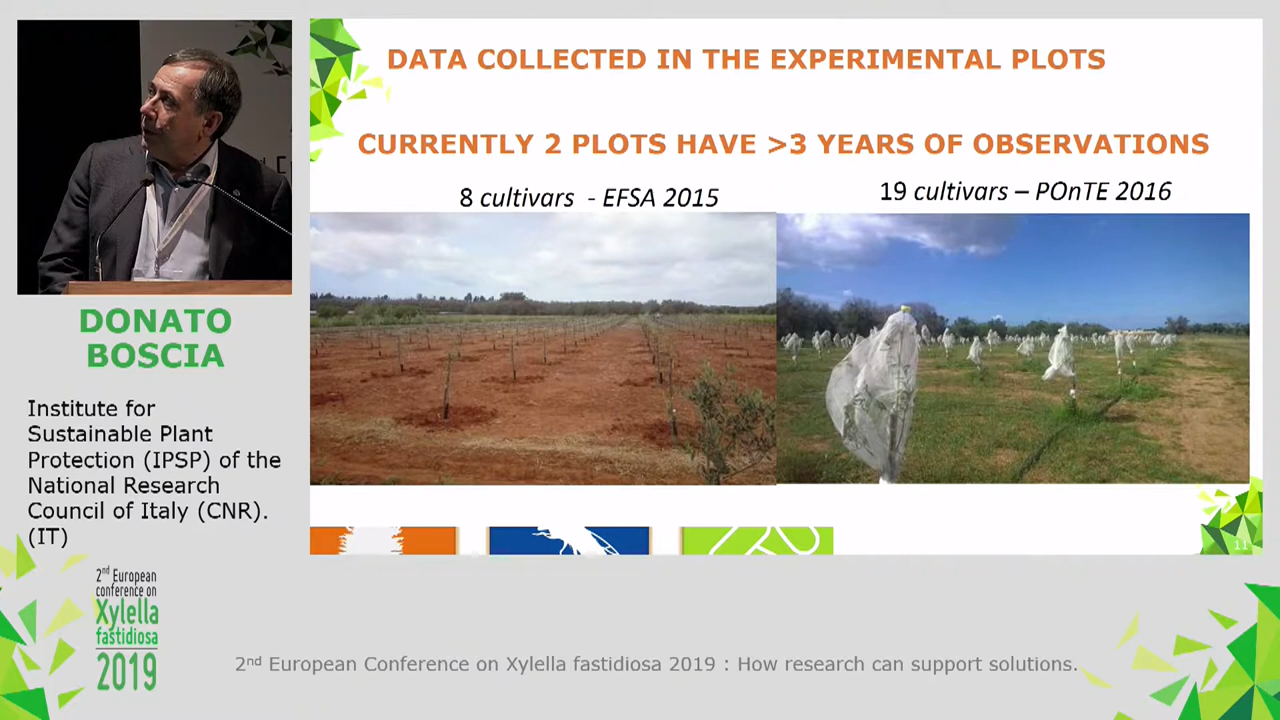 DATA COLLECTED IN THE EXPERIMENTAL PLOTS
CURRENTLY 2 PLOTS HAVE >3 YEARS OF OBSERVATIONS
8 cultivars - EFSA 2015
19 cultivars – POnTE 2016
11
DONATO
BOSCIA
Institute for
Sustainable Plant
Protection (IPSP) of the
National Research
Council of Italy (CNR).
(IT)
2nd European
conference on
Xylella
fastidiosa
2019
2nd European Conference on Xylella fastidiosa 2019 : How research can support solutions.